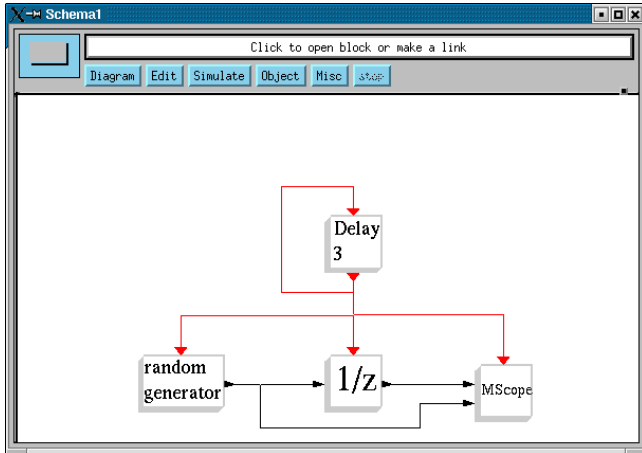 Schema1
Click to open block or make a link
Diagram Edit Simulate Object Misc stop
Delay
3
random
generator
1/z
MScope